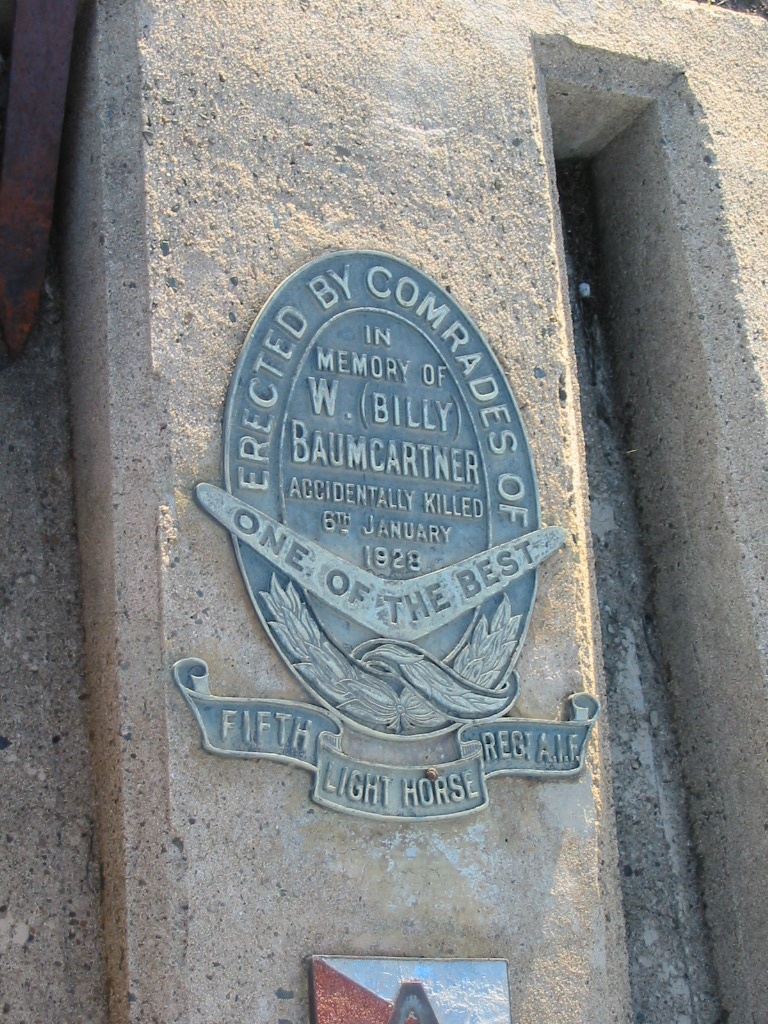 ERECTED BY COMRADES OF
IN
MEMORY OF
W. (BILLY)
BAUMGARTNER
ACCIDENTALLY KILLED
6TH JANUARY
1928
ONE OF THE BEST
FIFTH
LIGHT HORSE
REGT. A.I.F.
A